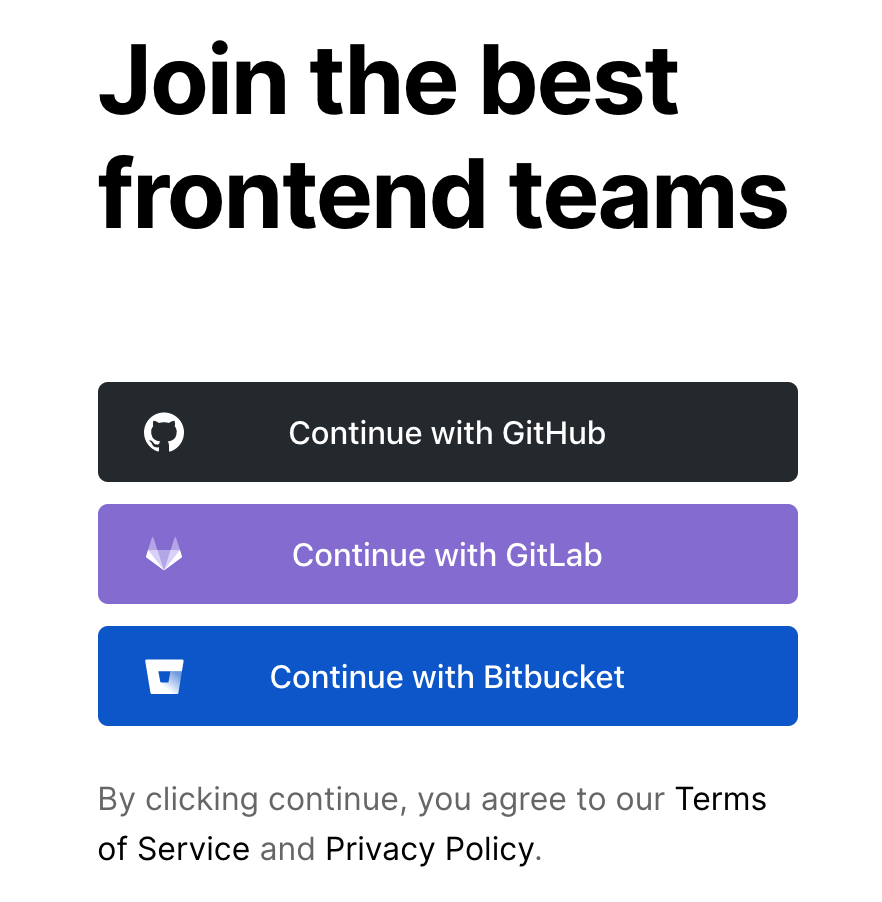 Join the best
frontend teams
Continue with GitHub
Continue with GitLab
Continue with Bitbucket
By clicking continue, you agree to our Terms
of Service and Privacy Policy.